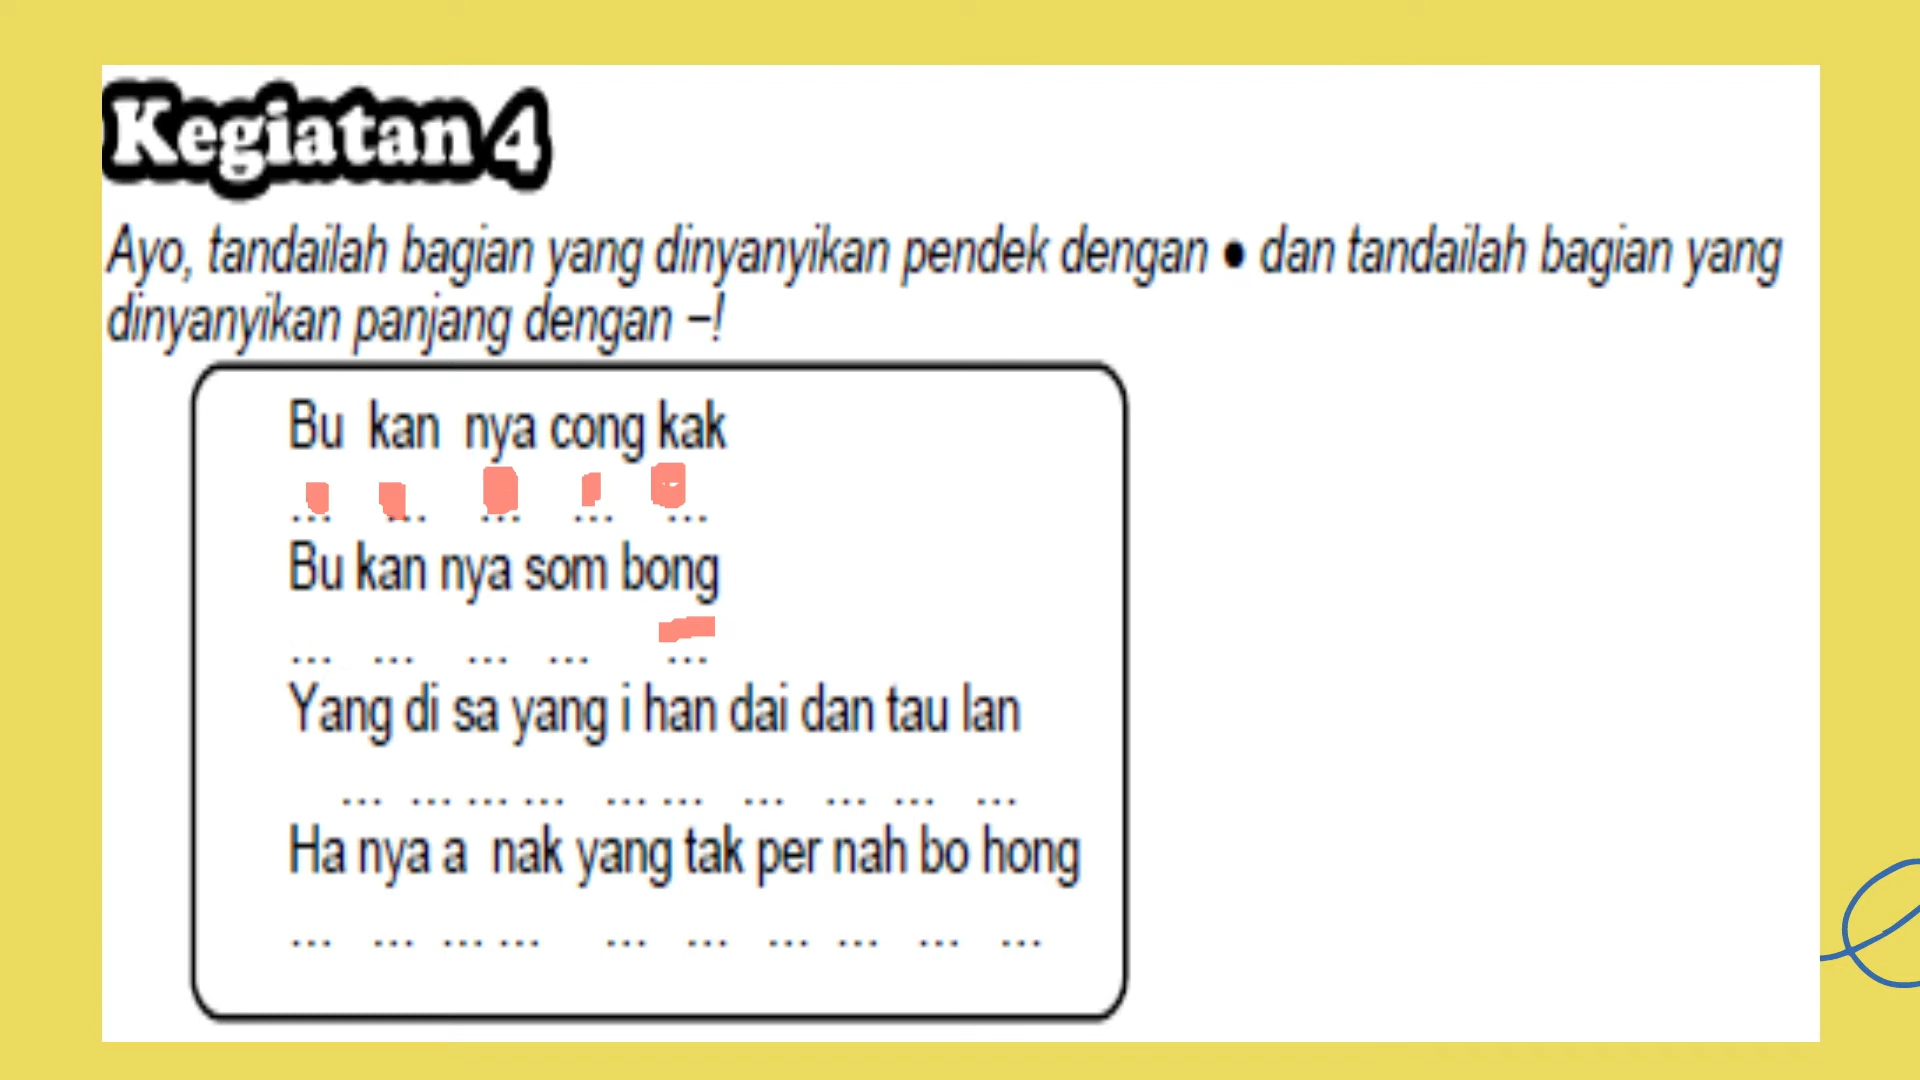 Kegiatan 4
Ayo, tandailah bagian yang dinyanyikan pendek dengan ● dan tandailah bagian yang
dinyanyikan panjang dengan –!
Bu kan nya cong kak
... ... ... ... ...
Bu kan nya som bong
... ... ... ... ...
Yang di sa yang i han dai dan tau lan
... ... ... ... ... ... ... ... ... ...
Ha nya a nak yang tak per nah bo hong
... ... ... ... ... ... ... ... ... ...